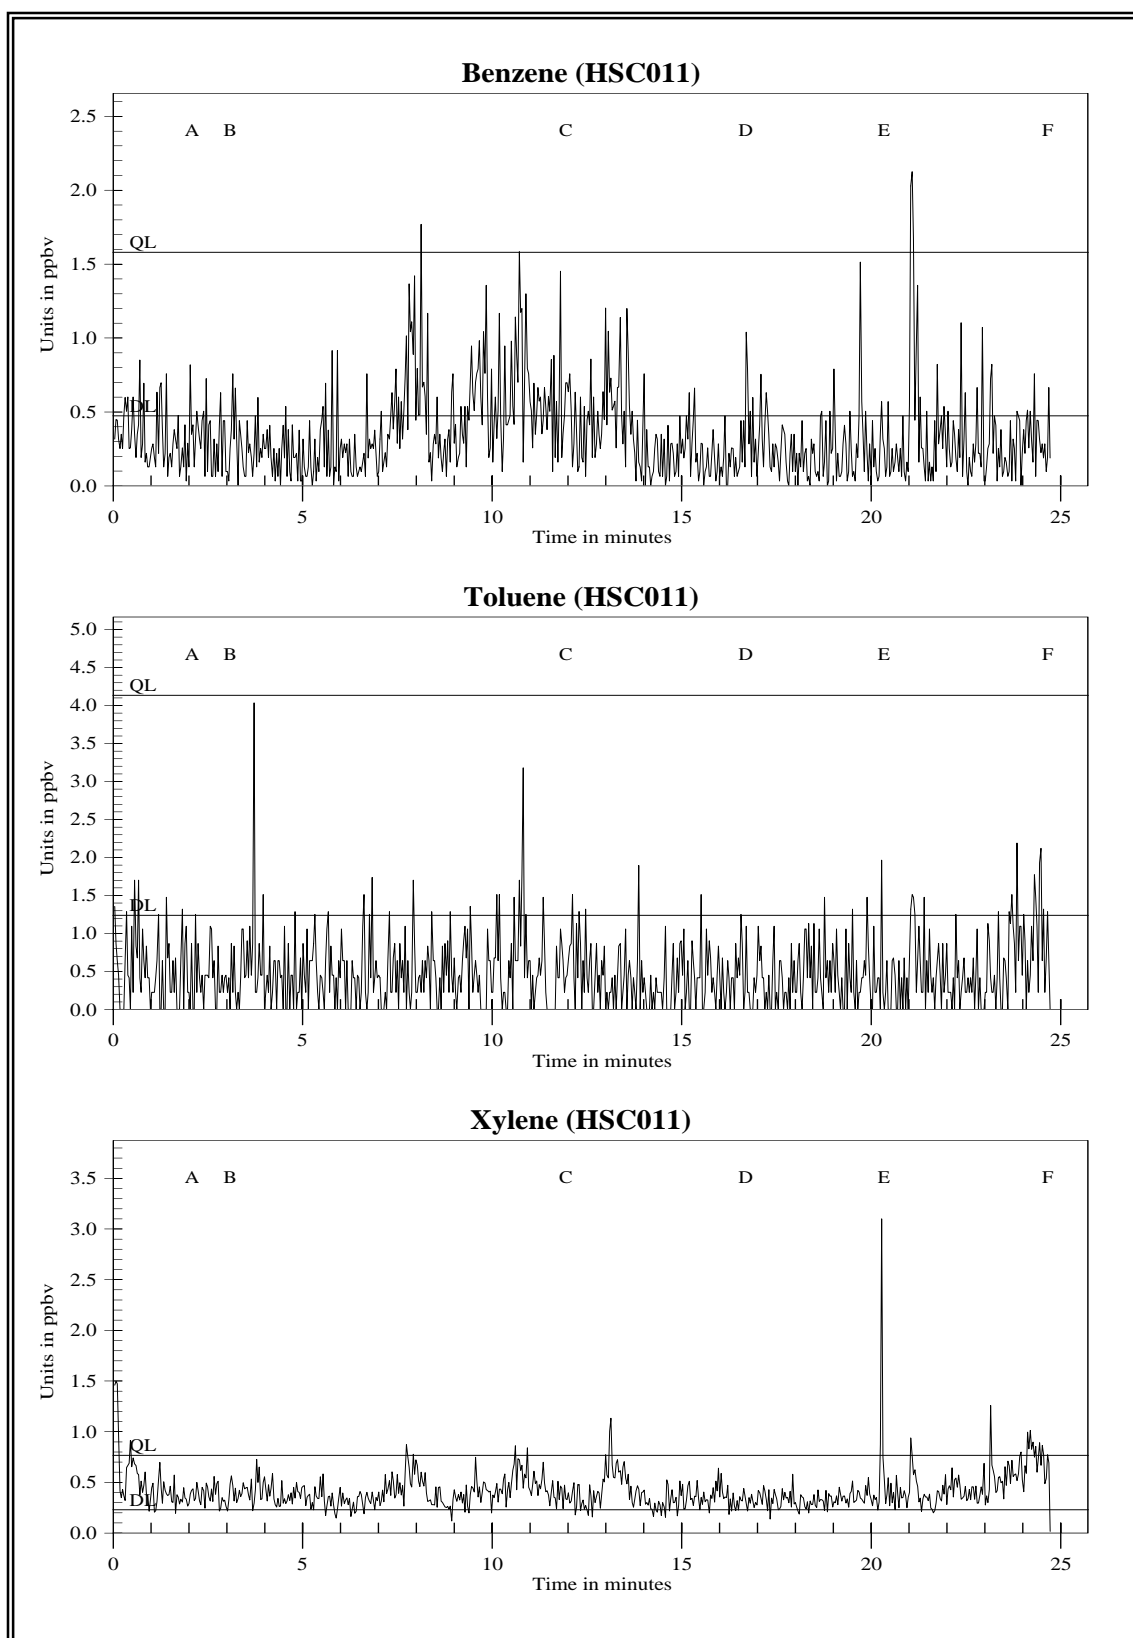 Benzene (HSC011)
2.5
A B C D E F
2.0
QL
1.5
Units in ppbv
1.0
DL
0.5
0.0
0 5 10 15 20 25
Time in minutes
Toluene (HSC011)
5.0
A B C D E F
4.5
QL
4.0
3.5
3.0
Units in ppbv
2.5
2.0
1.5
DL
1.0
0.5
0.0
0 5 10 15 20 25
Time in minutes
Xylene (HSC011)
3.5
A B C D E F
3.0
2.5
Units in ppbv
2.0
1.5
1.0
QL
0.5
DL
0.0
0 5 10 15 20 25
Time in minutes